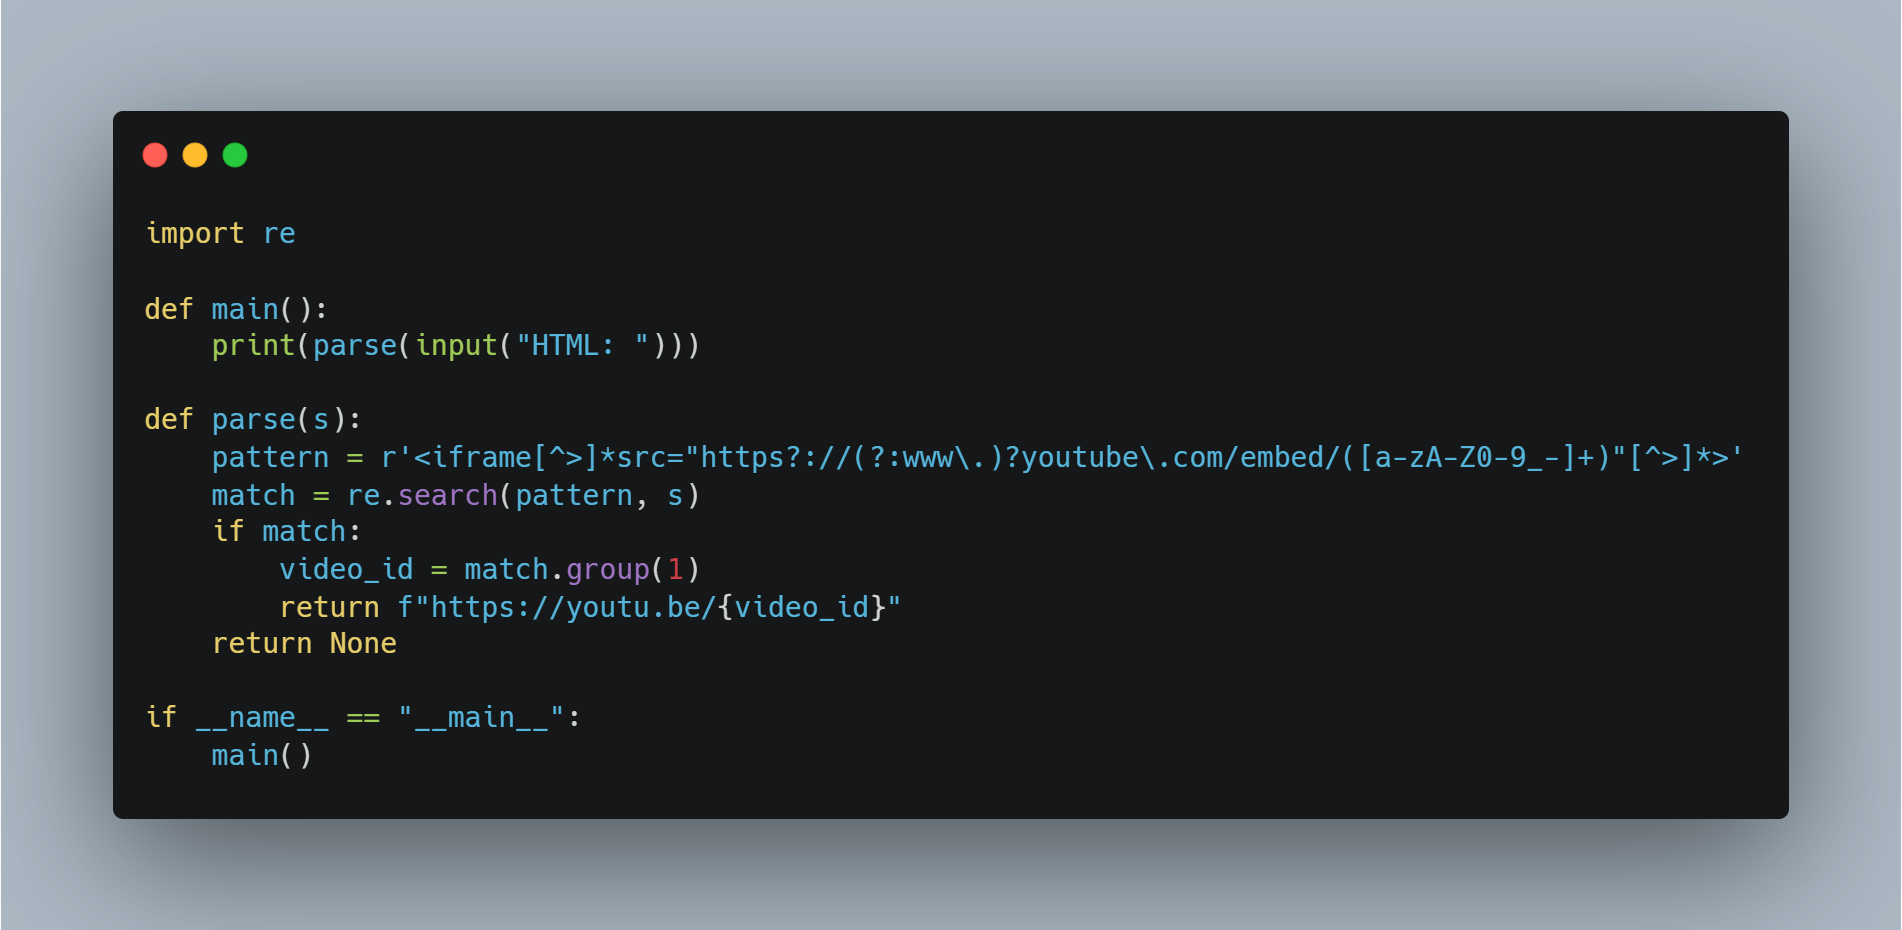 import re

def main():
    print(parse(input("HTML: ")))

def parse(s):
    pattern = r'<iframe[^>]*src="https?://(?:www\.)?youtube\.com/embed/([a-zA-Z0-9_-]+)"[^>]*>'
    match = re.search(pattern, s)
    if match:
        video_id = match.group(1)
        return f"https://youtu.be/{video_id}"
    return None

if __name__ == "__main__":
    main()